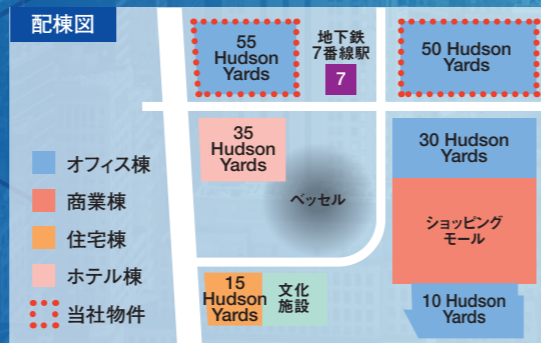 配棟図
55
Hudson
Yards
地下鉄
7番線駅
7
50 Hudson
Yards
35
Hudson
Yards
30 Hudson
Yards
ベッセル
ショッピング
モール
オフィス棟
商業棟
住宅棟
ホテル棟
当社物件
15
Hudson
Yards
文化
施設
10 Hudson
Yards